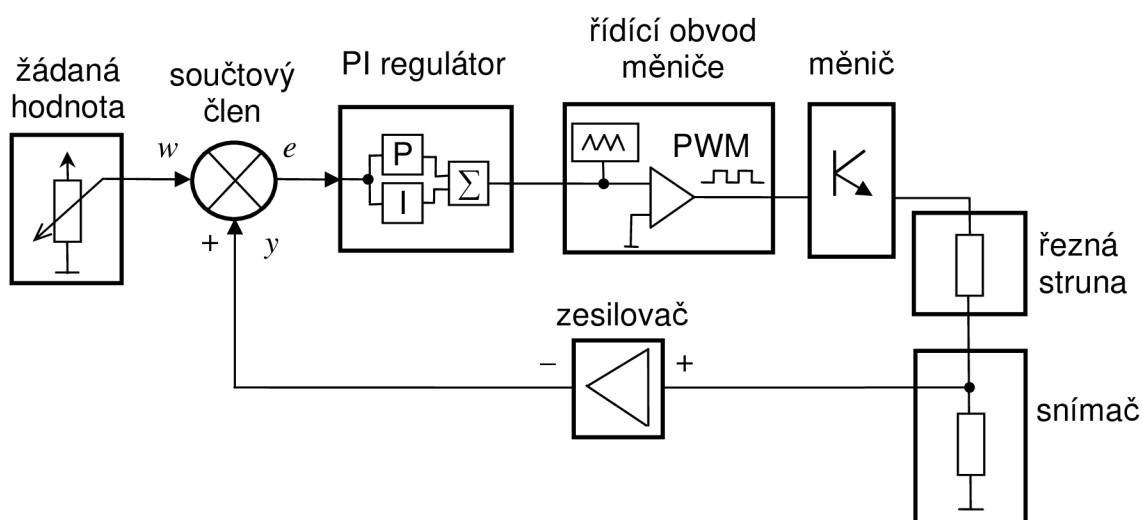 žádaná
hodnota
součtový
člen
PI regulátor
řídící obvod
měniče
měnič
w
e
P
I
Σ
PWM
+
y
řezná
struna
zesilovač
–
+
snímač